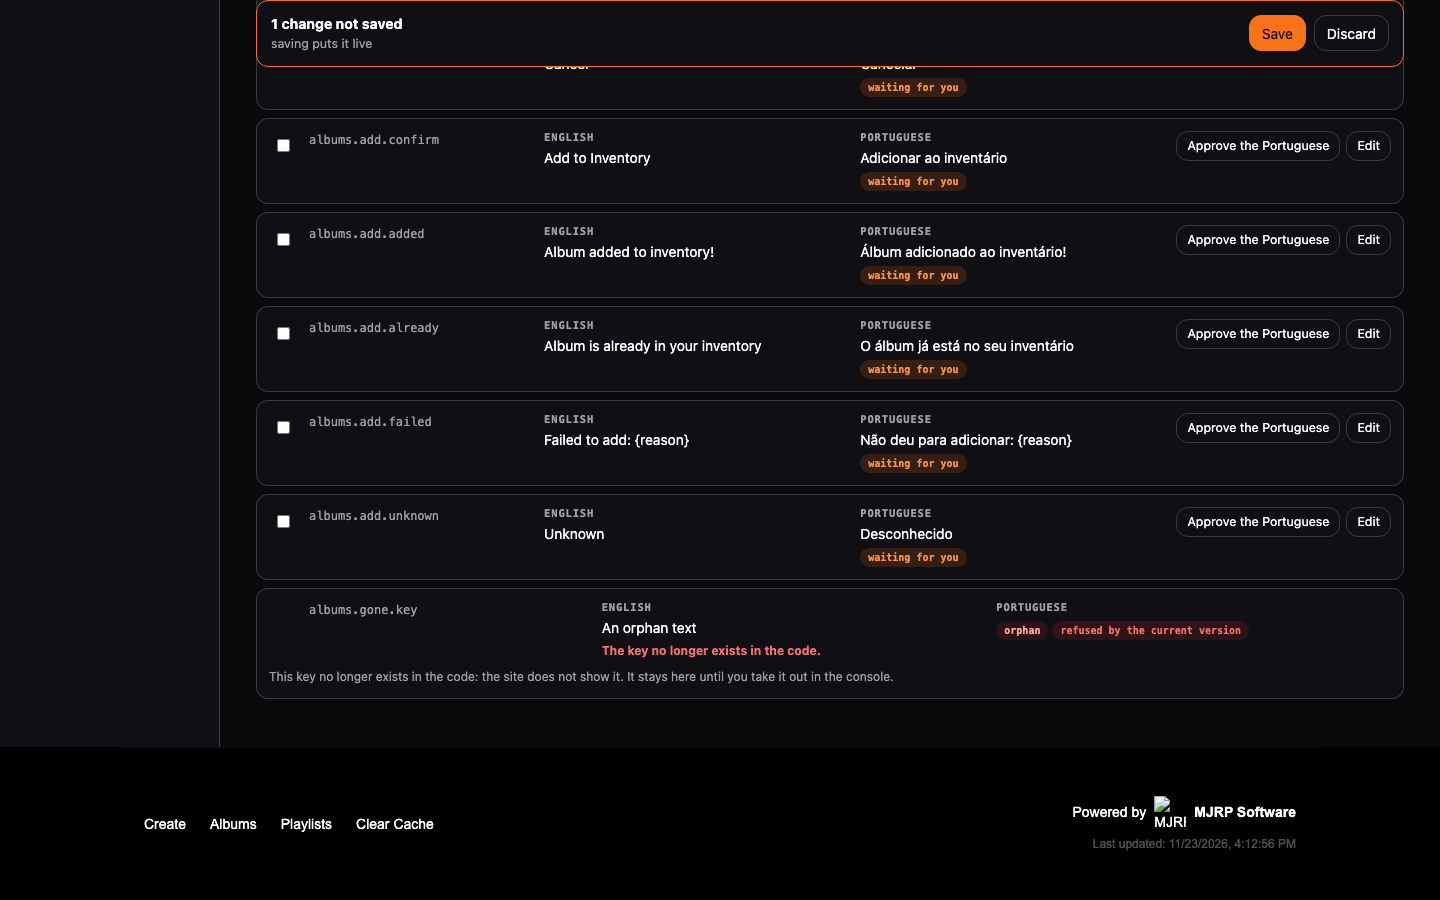 1 change not saved
saving puts it live
Save
Discard
waiting for you
albums.add.confirm
ENGLISH
Add to Inventory
PORTUGUESE
Adicionar ao inventário
waiting for you
Approve the Portuguese
Edit
albums.add.added
ENGLISH
Album added to inventory!
PORTUGUESE
Álbum adicionado ao inventário!
waiting for you
Approve the Portuguese
Edit
albums.add.already
ENGLISH
Album is already in your inventory
PORTUGUESE
O álbum já está no seu inventário
waiting for you
Approve the Portuguese
Edit
albums.add.failed
ENGLISH
Failed to add: {reason}
PORTUGUESE
Não deu para adicionar: {reason}
waiting for you
Approve the Portuguese
Edit
albums.add.unknown
ENGLISH
Unknown
PORTUGUESE
Desconhecido
waiting for you
Approve the Portuguese
Edit
albums.gone.key
ENGLISH
An orphan text
The key no longer exists in the code.
PORTUGUESE
orphan
refused by the current version
This key no longer exists in the code: the site does not show it. It stays here until you take it out in the console.
Create
Albums
Playlists
Clear Cache
Powered by
MJRP Software
Last updated: 11/23/2026, 4:12:56 PM